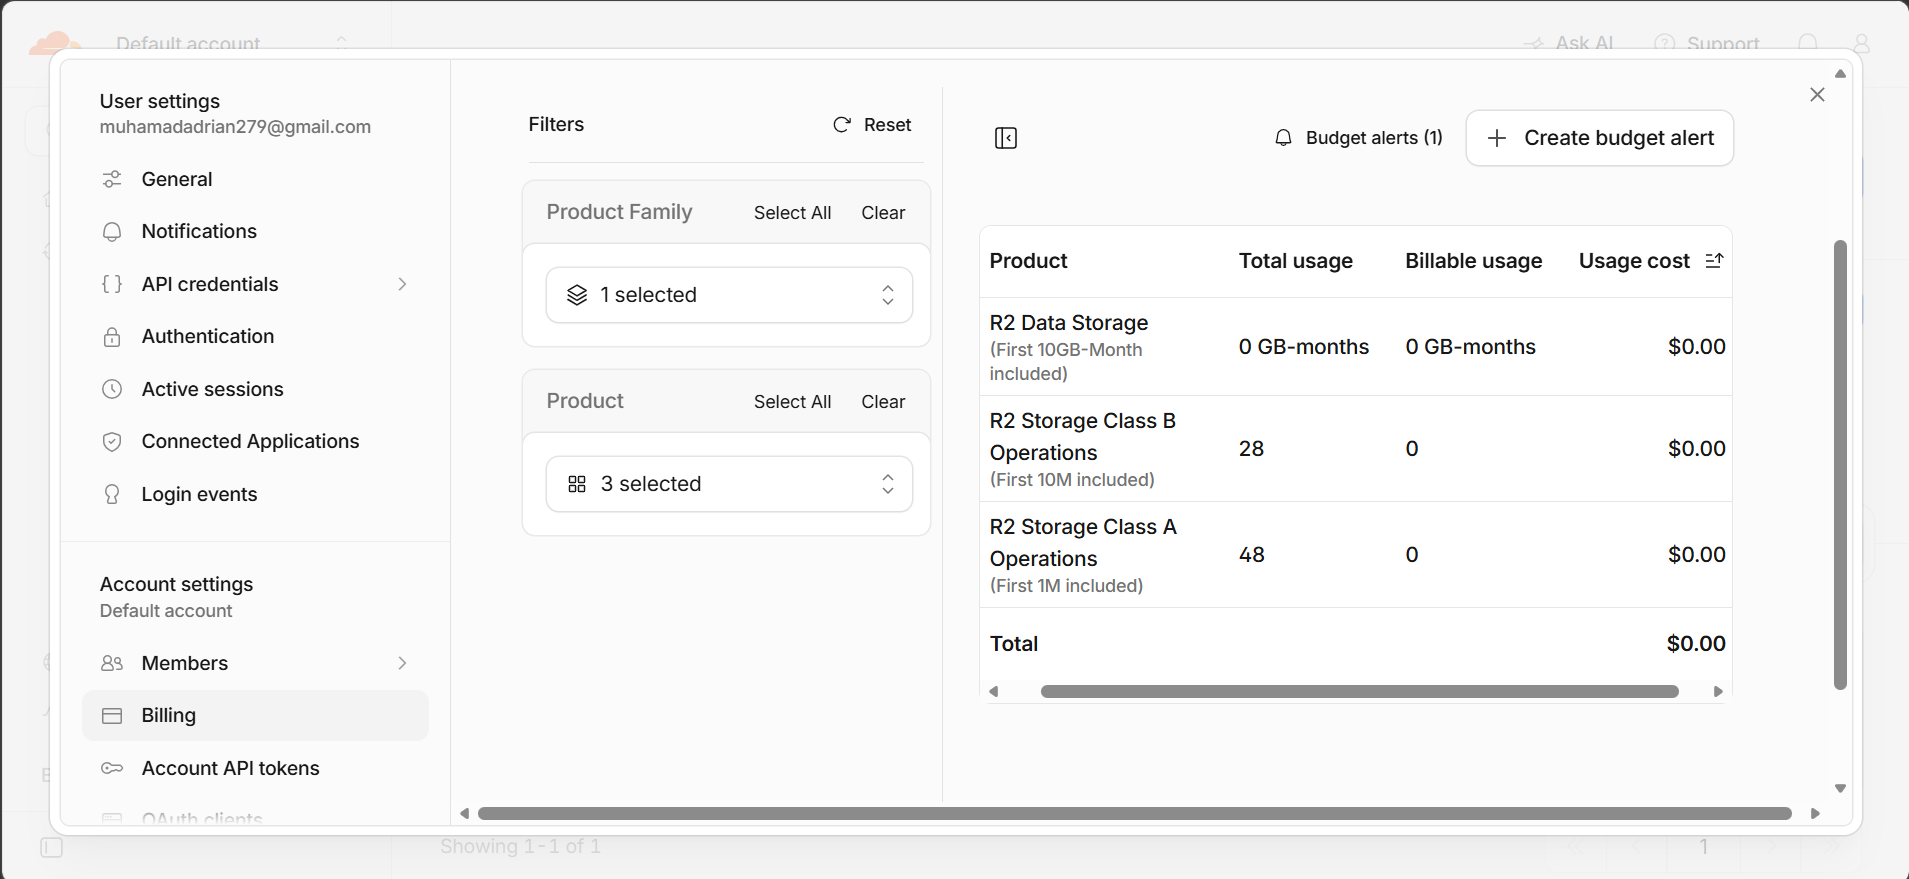 Default account
Ask AI
Support
User settings
muhamadadrian279@gmail.com
General
Notifications
API credentials
Authentication
Active sessions
Connected Applications
Login events
Account settings
Default account
Members
Billing
Account API tokens
OAuth clients
Filters
Reset
Product Family
Select All
Clear
1 selected
Product
Select All
Clear
3 selected
Budget alerts (1)
Create budget alert
Product Total usage Billable usage Usage cost
R2 Data Storage
(First 10GB-Month
included)
0 GB-months 0 GB-months $0.00
R2 Storage Class B
Operations
(First 10M included)
28 0 $0.00
R2 Storage Class A
Operations
(First 1M included)
48 0 $0.00
Total $0.00
Showing 1-1 of 1
1